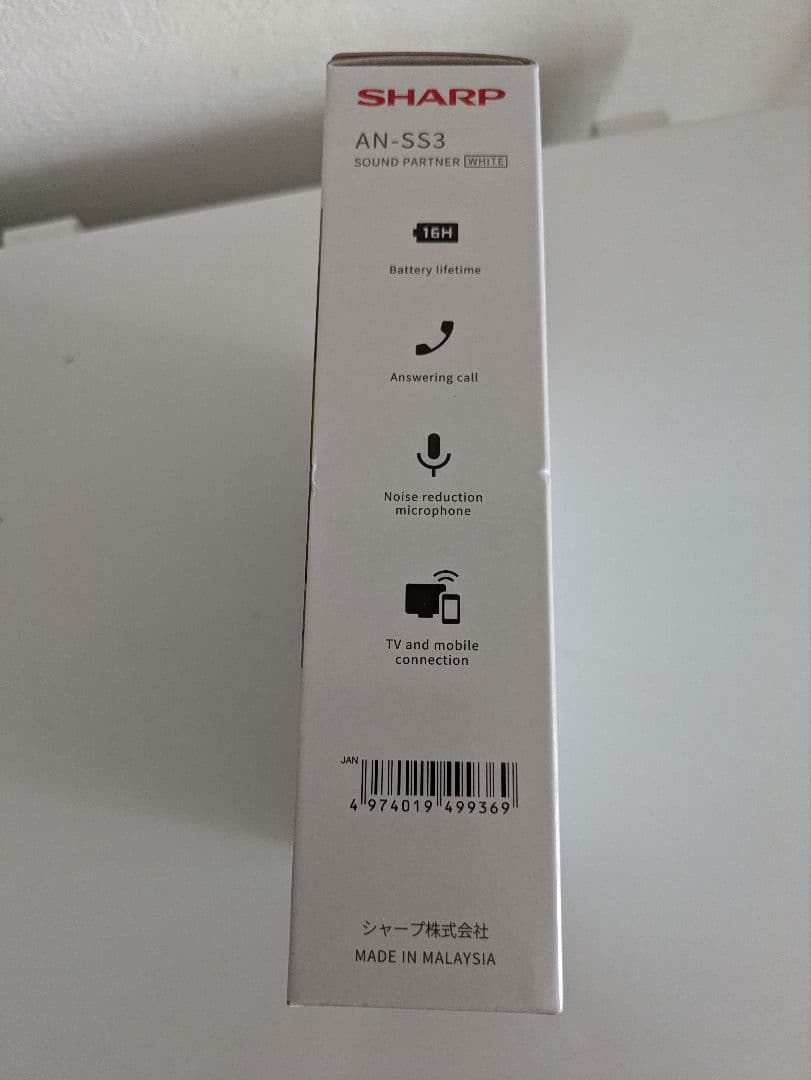 SHARP
AN-SS3
SOUND PARTNER WHITE
16H
Battery lifetime
Answering call
Noise reduction
microphone
TV and mobile
connection
JAN
4 974019 499369
シャープ株式会社
MADE IN MALAYSIA